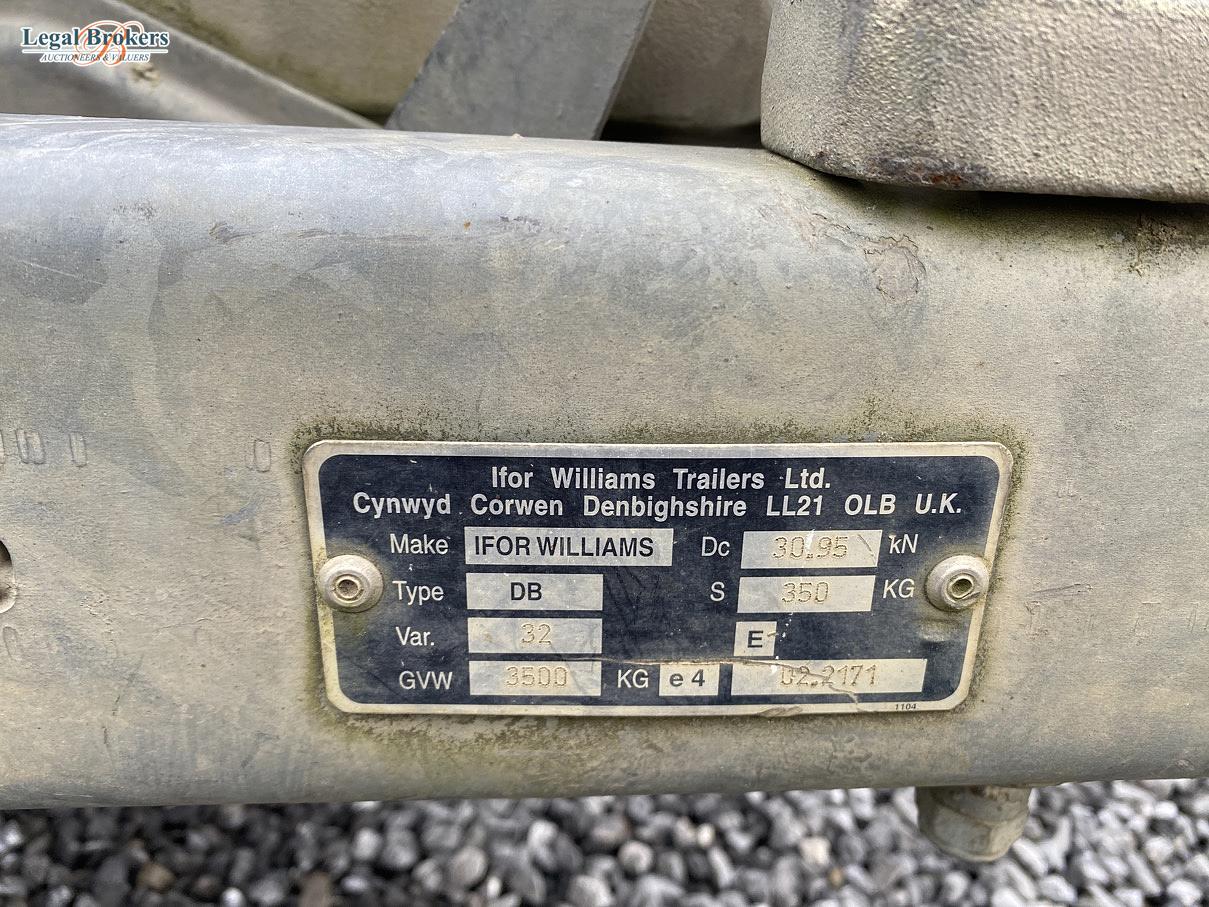 Legal Brokers
AUCTIONEERS & VALUERS
Ifor Williams Trailers Ltd.
Cynwyd Corwen Denbighshire LL21 OLB U.K.
Make IFOR WILLIAMS Dc 30.95 kN
Type DB S 350 KG
Var. 32 E
GVW 3500 KG e 4 02.2171
1104